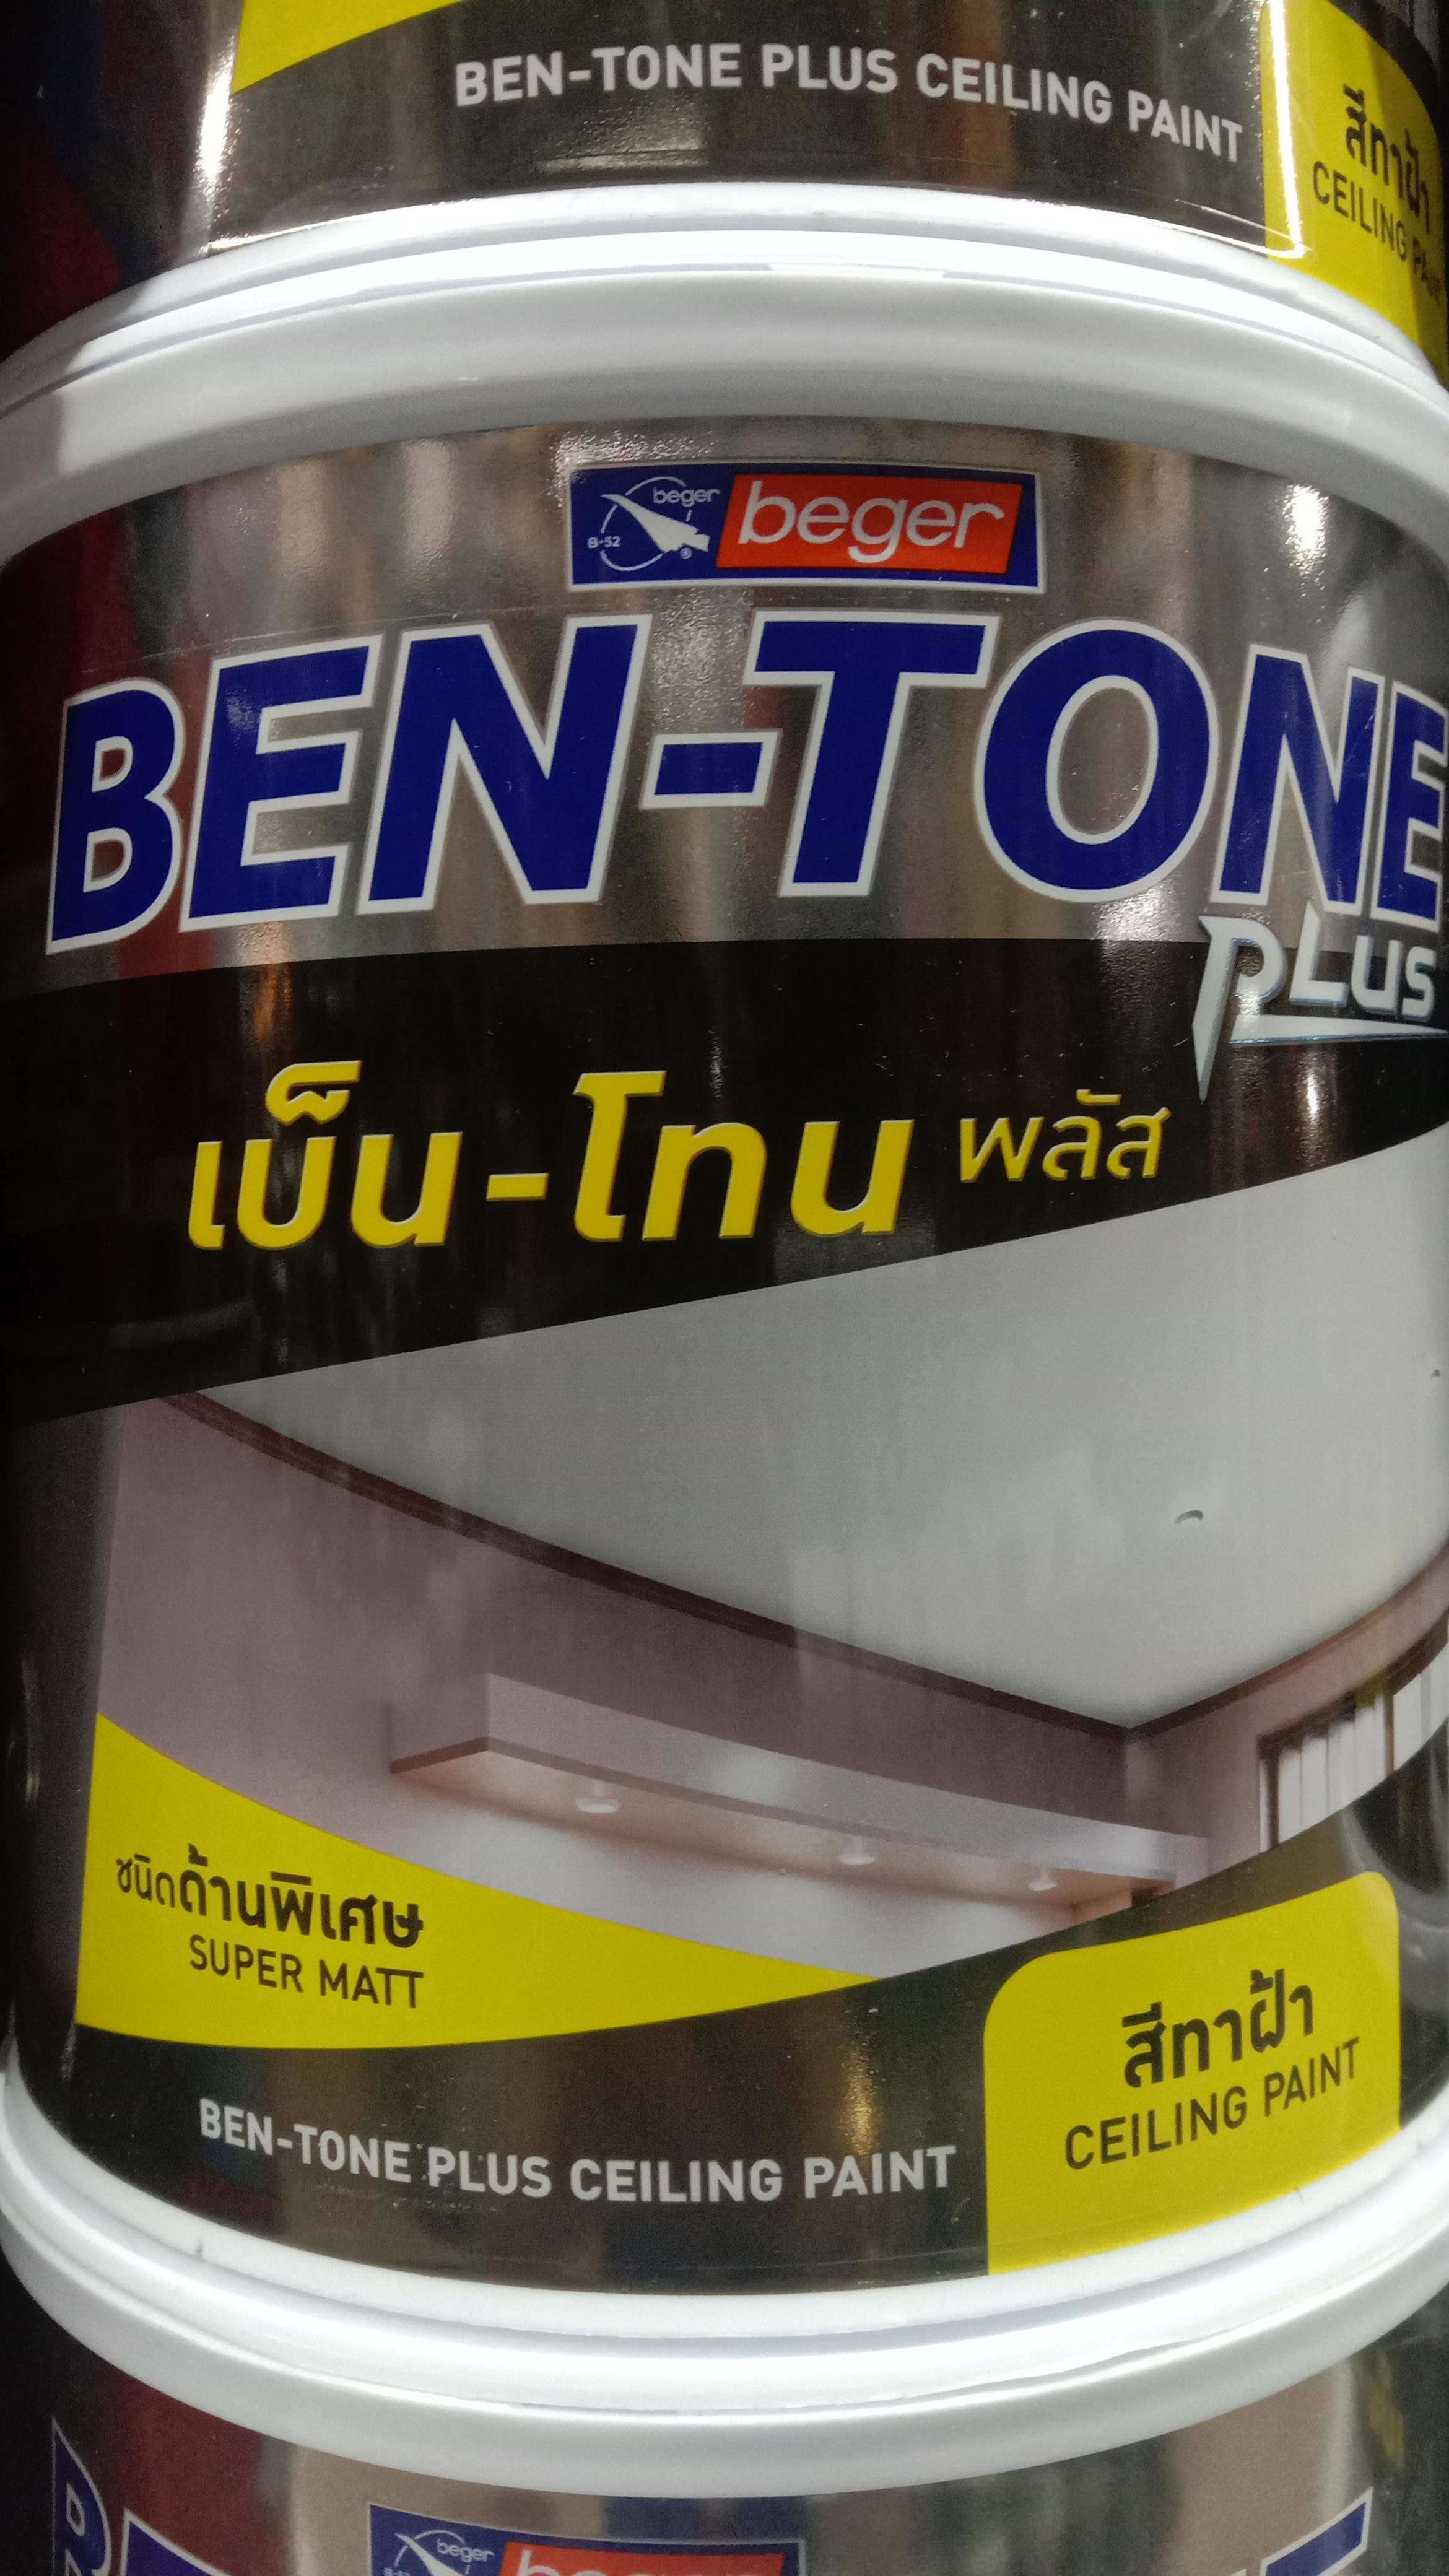 BEN-TONE PLUS CEILING PAINT
สีทาฝ้า
CEILING PAINT
beger
B-52
®
beger
BEN-TONE
PLUS
เบ็น-โทน พลัส
ชนิดด้านพิเศษ
SUPER MATT
สีทาฝ้า
CEILING PAINT
BEN-TONE PLUS CEILING PAINT
beger